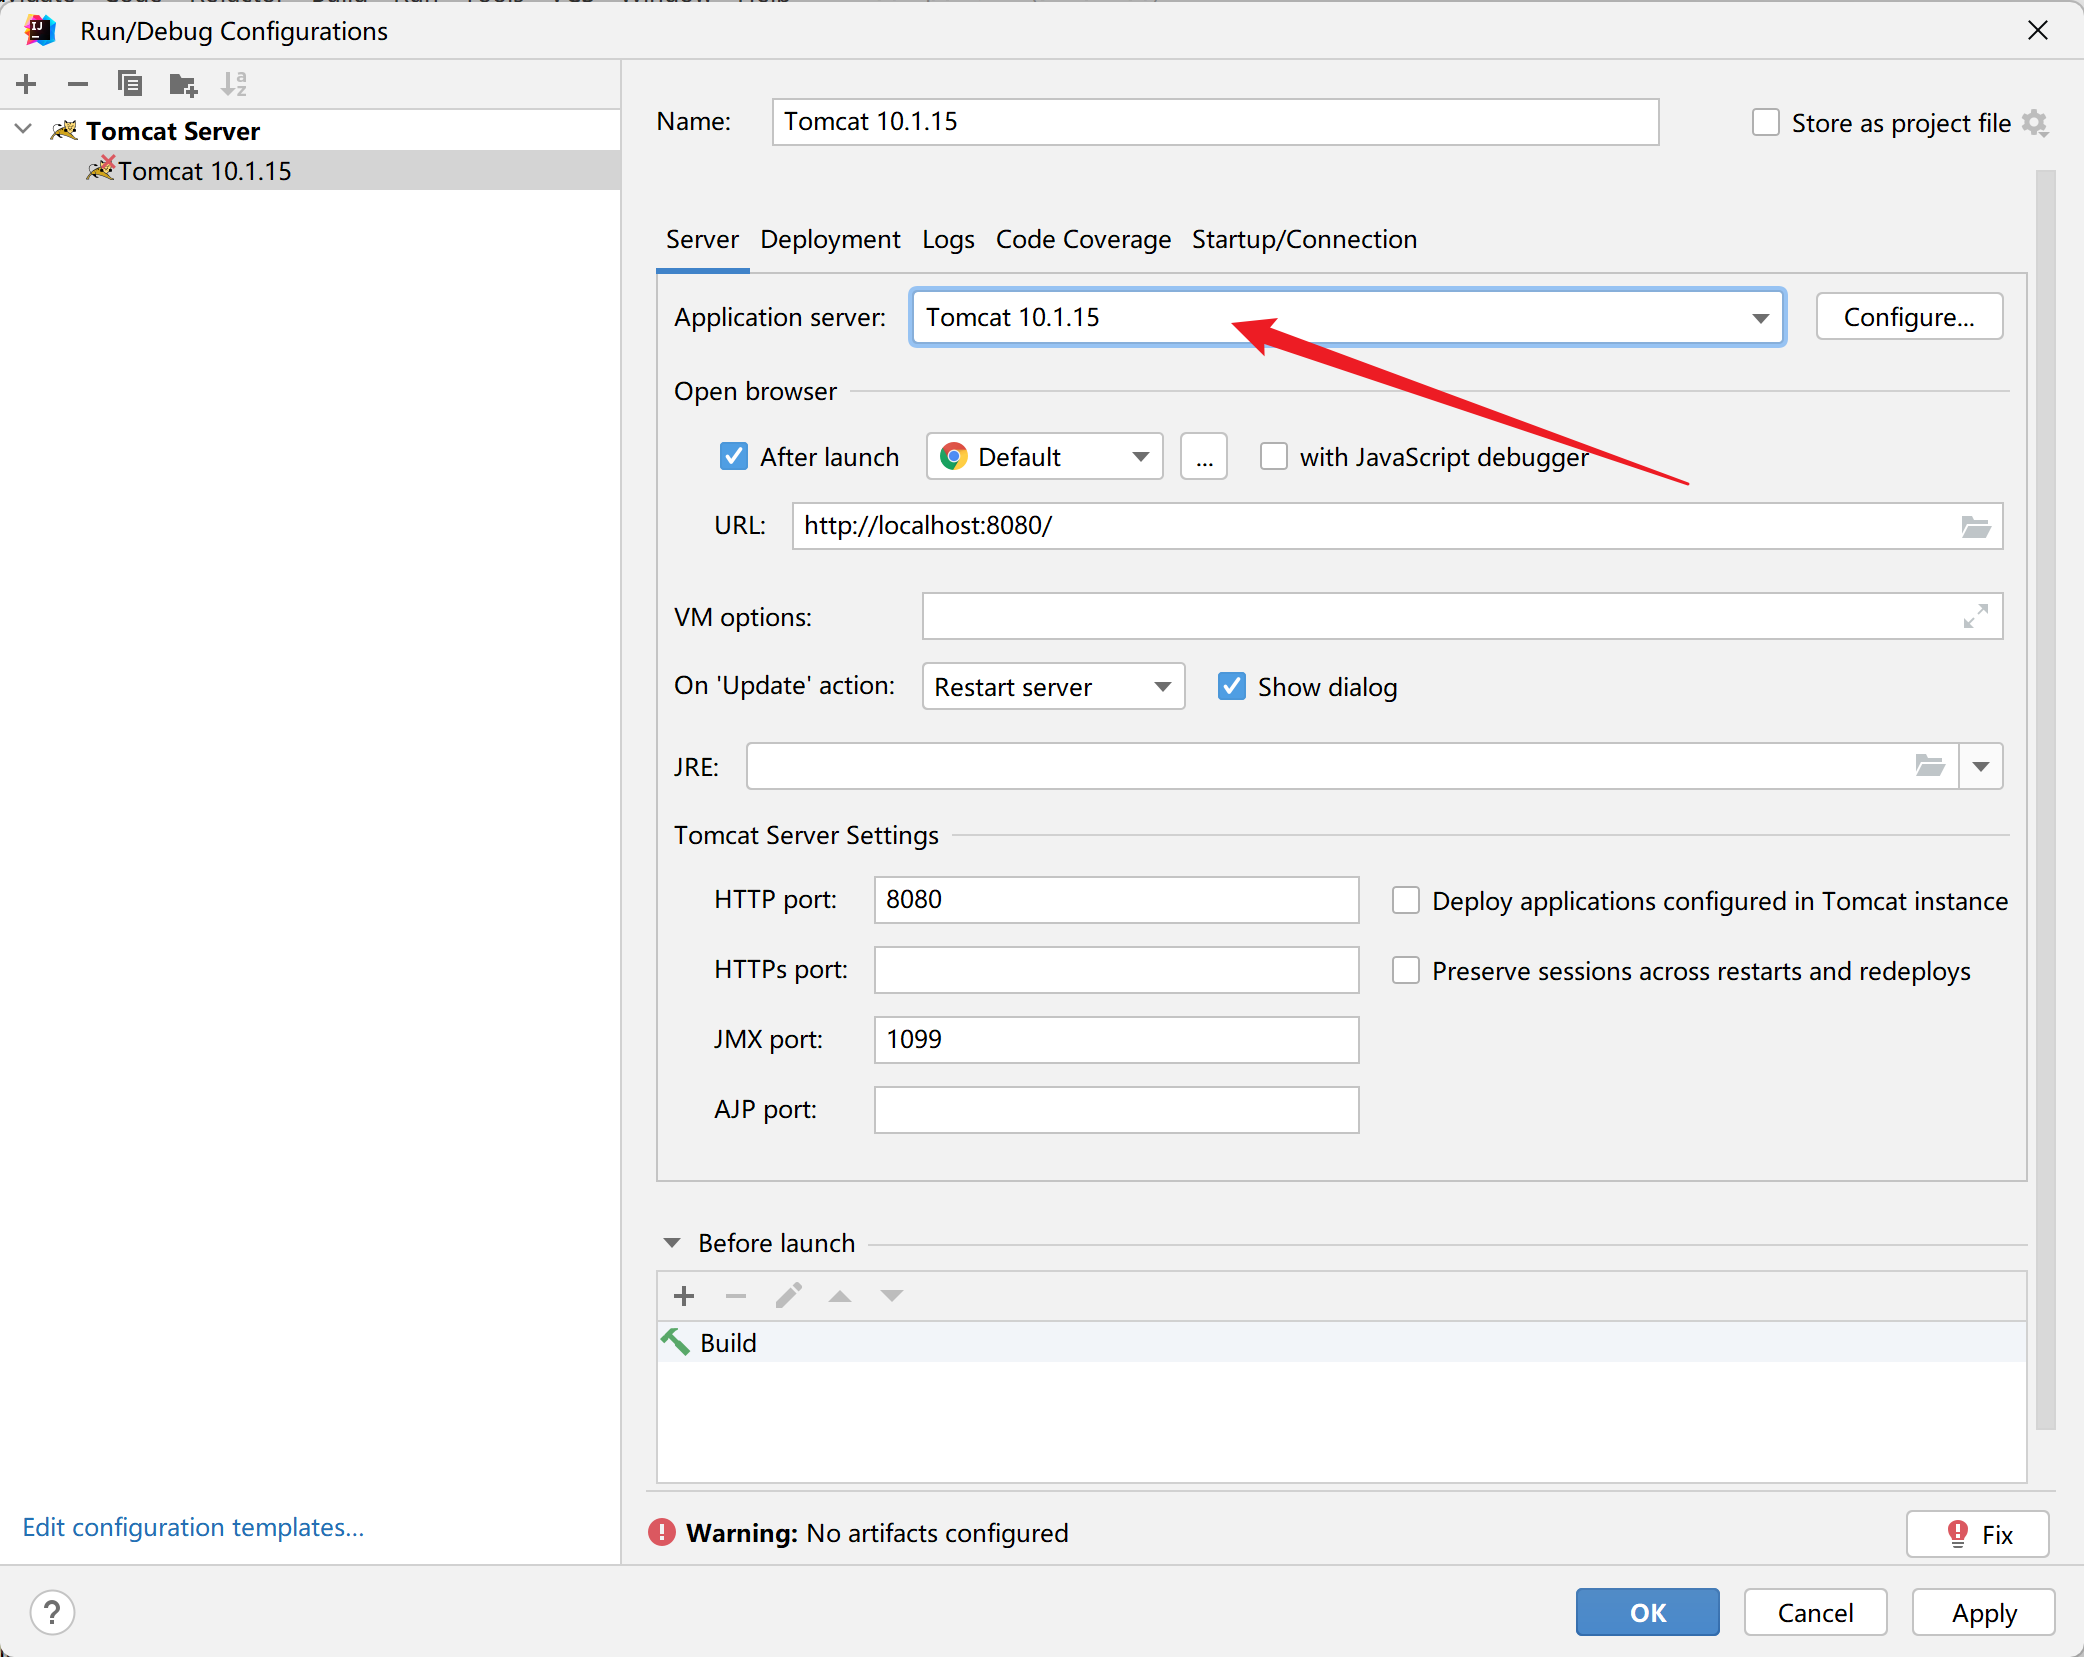 Run/Debug Configurations
Tomcat Server
Tomcat 10.1.15
Edit configuration templates...
Name: Tomcat 10.1.15 Store as project file
Server Deployment Logs Code Coverage Startup/Connection
Application server: Tomcat 10.1.15 Configure...
Open browser
After launch Default ... with JavaScript debugger
URL: http://localhost:8080/
VM options:
On 'Update' action: Restart server Show dialog
JRE:
Tomcat Server Settings
HTTP port: 8080 Deploy applications configured in Tomcat instance
HTTPs port: Preserve sessions across restarts and redeploys
JMX port: 1099
AJP port:
Before launch
Build
Warning: No artifacts configured Fix
? OK Cancel Apply